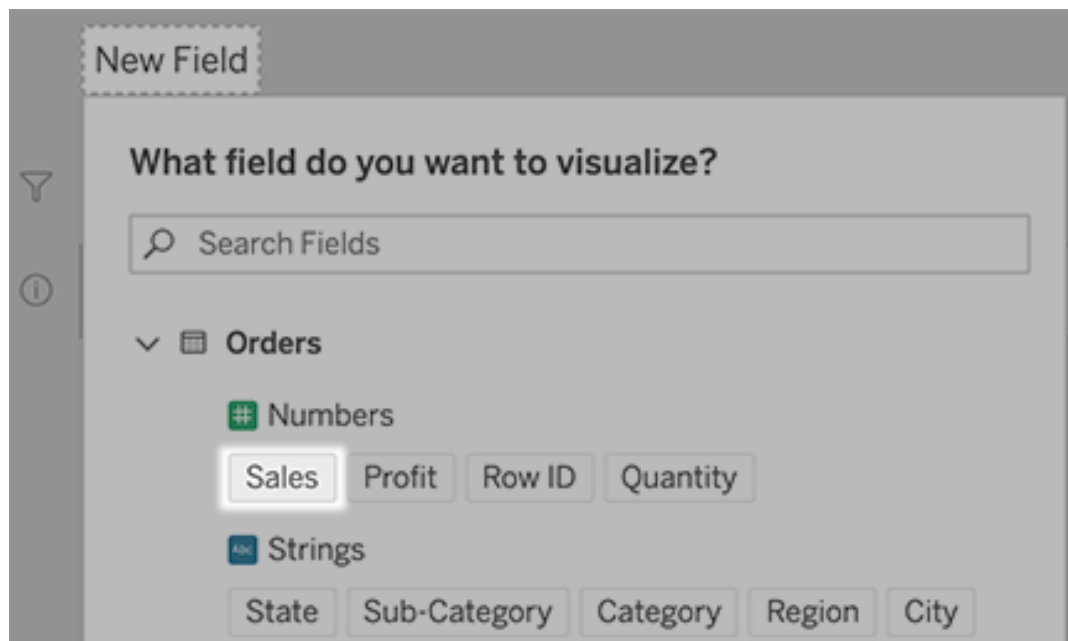 New Field
What field do you want to visualize?
Search Fields
Orders
Numbers
Sales Profit Row ID Quantity
Abc Strings
State Sub-Category Category Region City